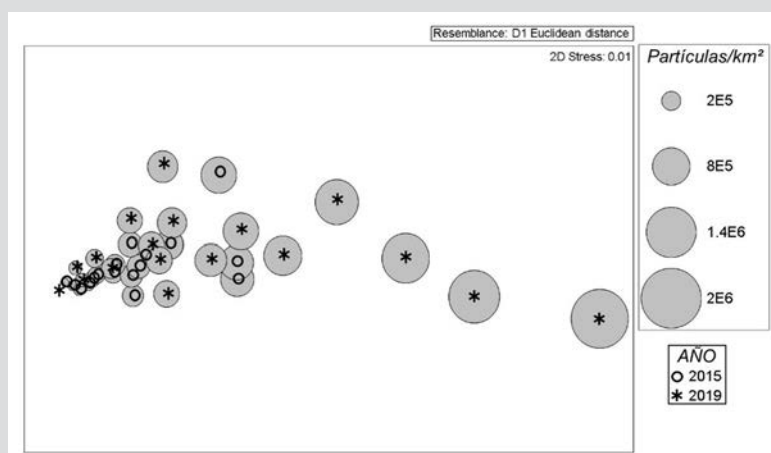 Resemblance: D1 Euclidean distance
2D Stress: 0.01
Partículas/km²
2E5
8E5
1.4E6
2E6
AÑO
2015
2019